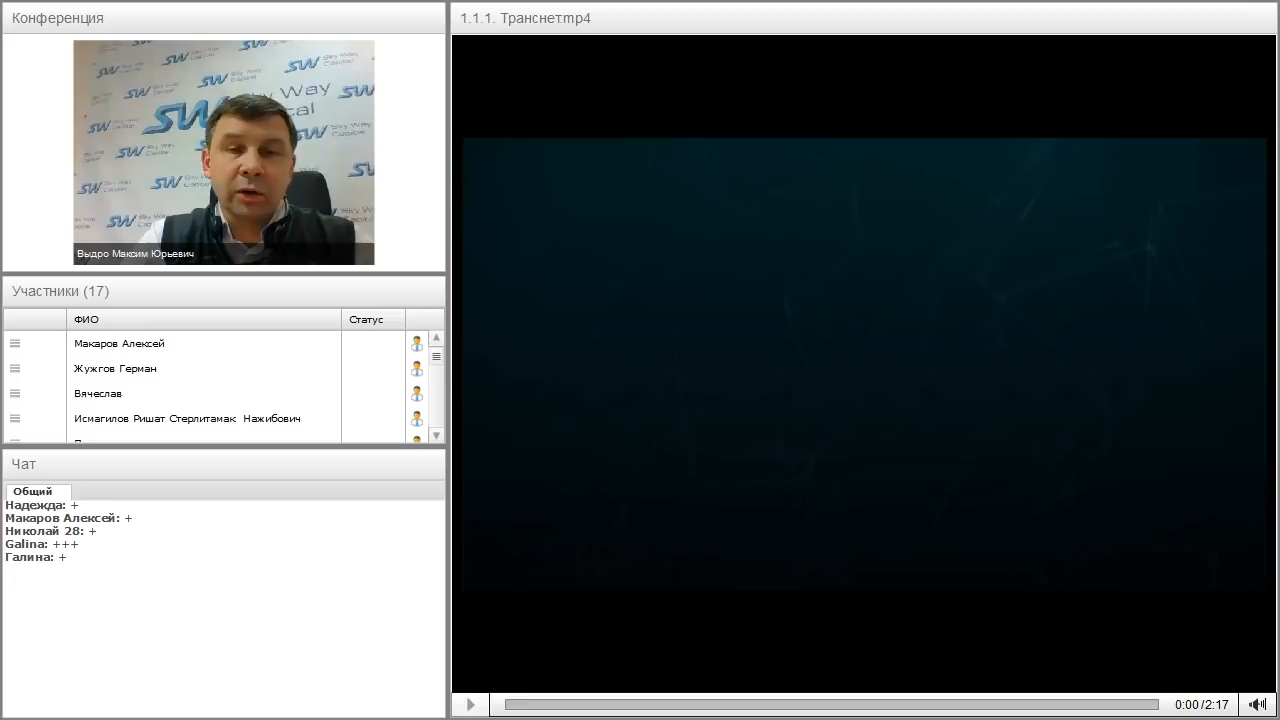 Конференция
SW Sky Way Capital
Выдро Максим Юрьевич
Участники (17)
ФИО Статус
Макаров Алексей
Жужгов Герман
Вячеслав
Исмагилов Ришат Стерлитамак Нажибович
Чат
Общий
Надежда: +
Макаров Алексей: +
Николай 28: +
Galina: +++
Галина: +
1.1.1. Транснет.mp4
0:00/2:17